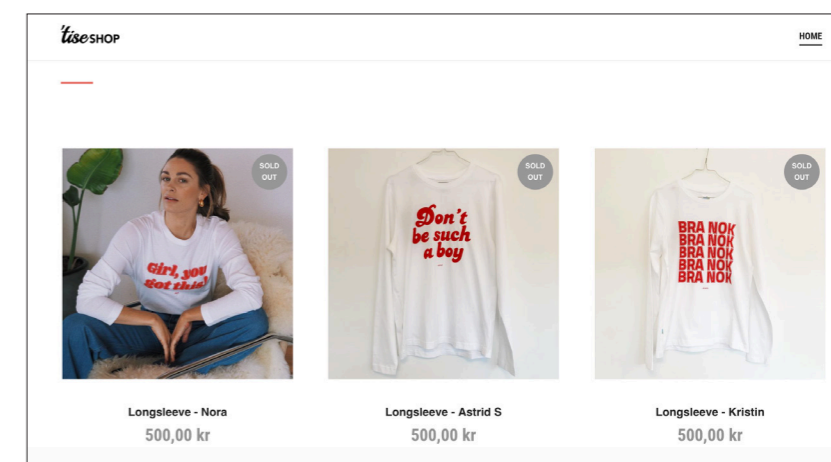 'tise SHOP
HOME
SOLD
OUT
Girl, you
got this!
SOLD
OUT
Don't
be such
a boy
SOLD
OUT
BRA NOK
BRA NOK
BRA NOK
BRA NOK
BRA NOK
Longsleeve - Nora
Longsleeve - Astrid S
Longsleeve - Kristin
500,00 kr
500,00 kr
500,00 kr